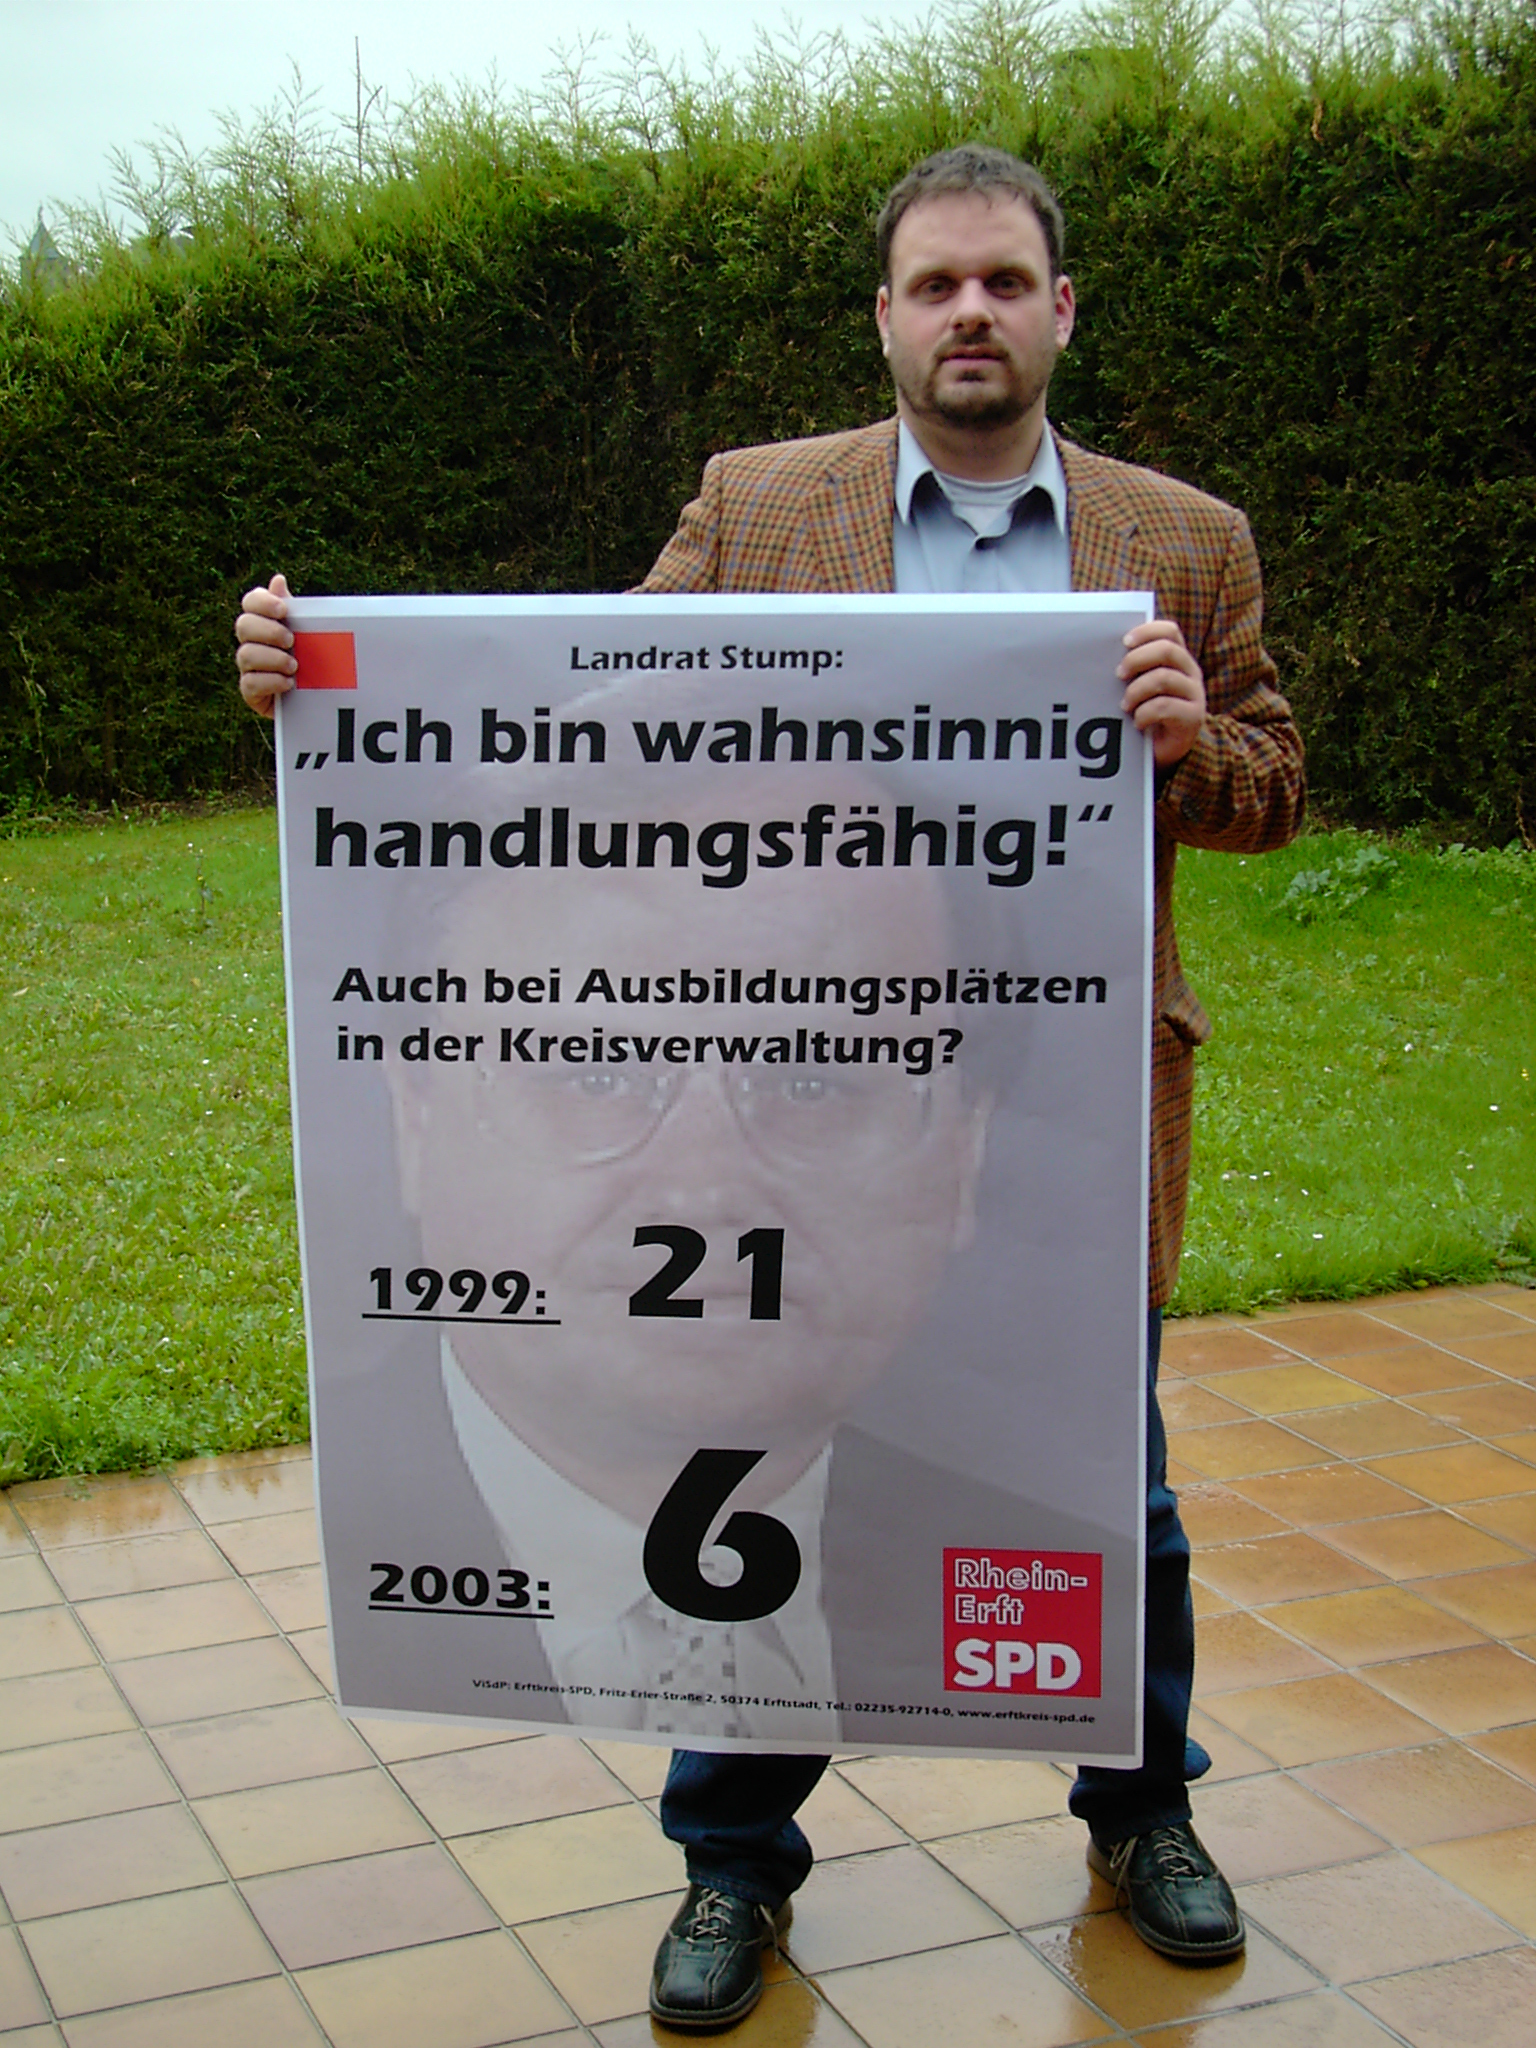 Landrat Stump:
„Ich bin wahnsinnig
handlungsfähig!“
Auch bei Ausbildungsplätzen
in der Kreisverwaltung?
1999: 21
2003: 6
Rhein-
Erft
SPD
ViSdP: Erftkreis-SPD, Fritz-Erler-Straße 2, 50374 Erftstadt, Tel.: 02235-92714-0, www.erftkreis-spd.de